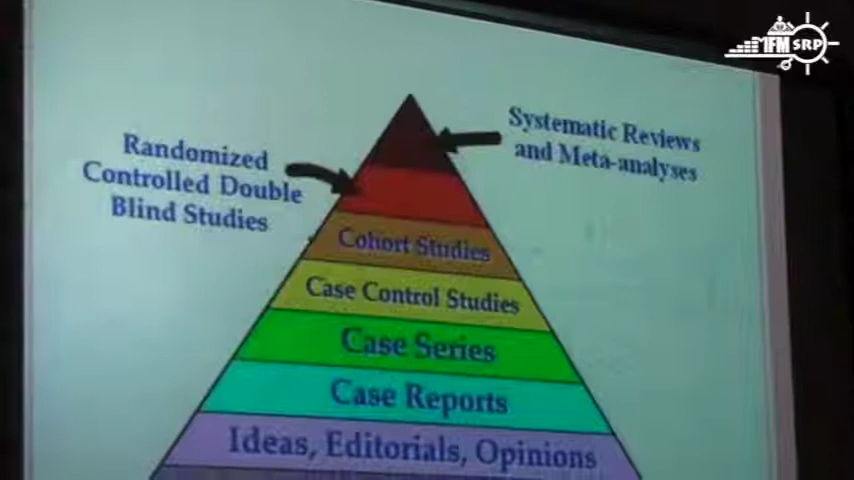 MFM SRP
Systematic Reviews
and Meta-analyses
Randomized
Controlled Double
Blind Studies
Cohort Studies
Case Control Studies
Case Series
Case Reports
Ideas, Editorials, Opinions